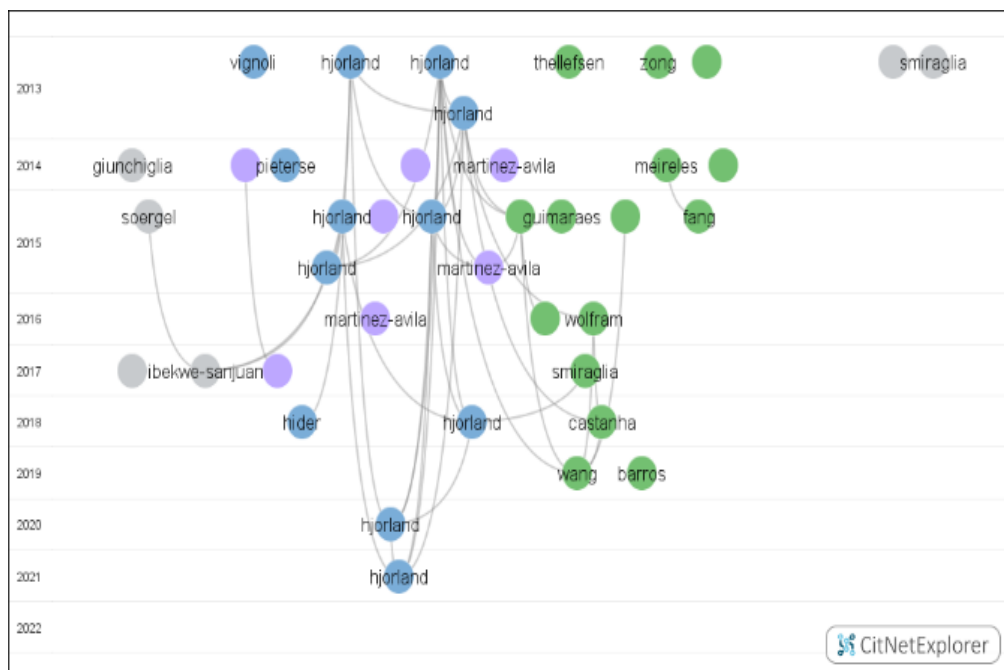 vignoli hjorland hjorland thellefsen zong smiraglia
2013
hjorland
2014 giunchiglia pieterse martinez-avila meireles
soergel hjorland hjorland guimaraes fang
2015
hjorland martinez-avila
2016 martinez-avila wolfram
2017 ibekwe-sanjuan smiraglia
2018 hider hjorland castanha
2019 wang barros
2020 hjorland
2021 hjorland
2022
CitNetExplorer